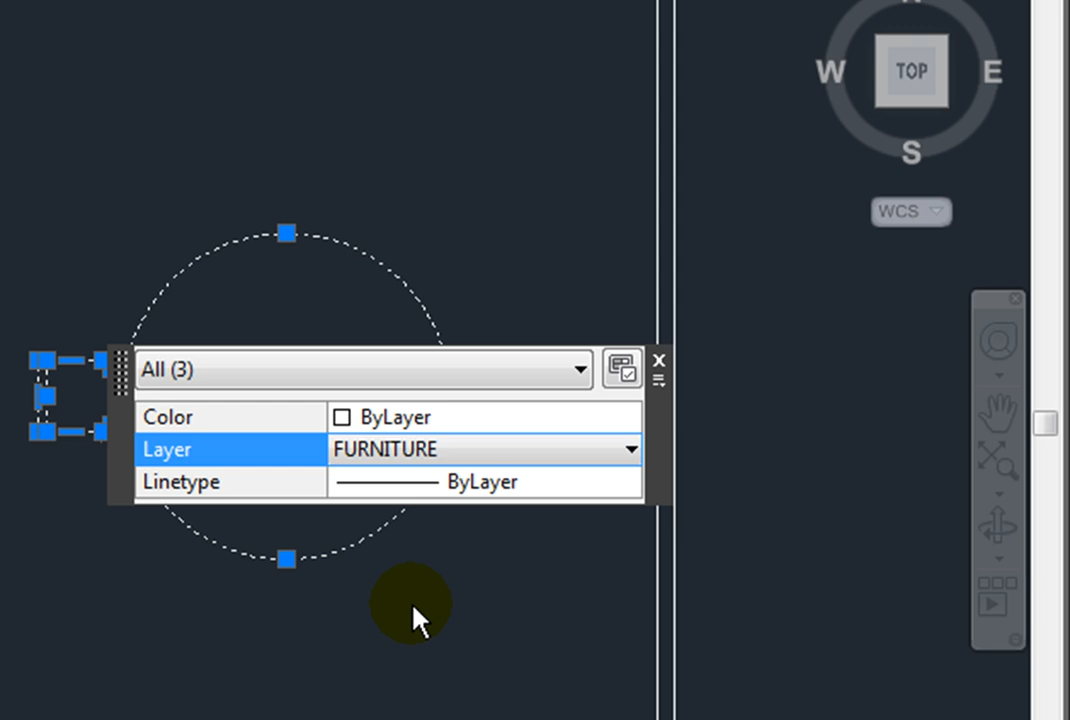 W TOP E
S
WCS
All (3)
Color ByLayer
Layer FURNITURE
Linetype ByLayer